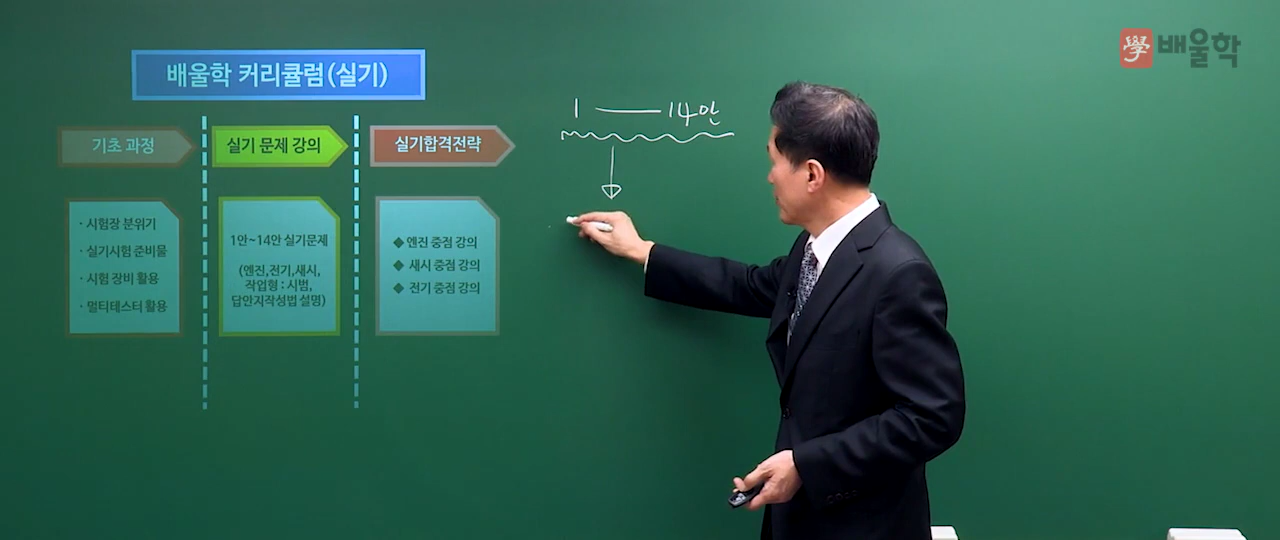 學 배울학
배울학 커리큘럼(실기)
1 ─── 14안
기초 과정
실기 문제 강의
실기합격전략
· 시험장 분위기
· 실기시험 준비물
· 시험 장비 활용
· 멀티테스터 활용
1안~14안 실기문제
(엔진,전기,새시,
작업형 : 시범,
답안지작성법 설명)
◆ 엔진 중점 강의
◆ 새시 중점 강의
◆ 전기 중점 강의